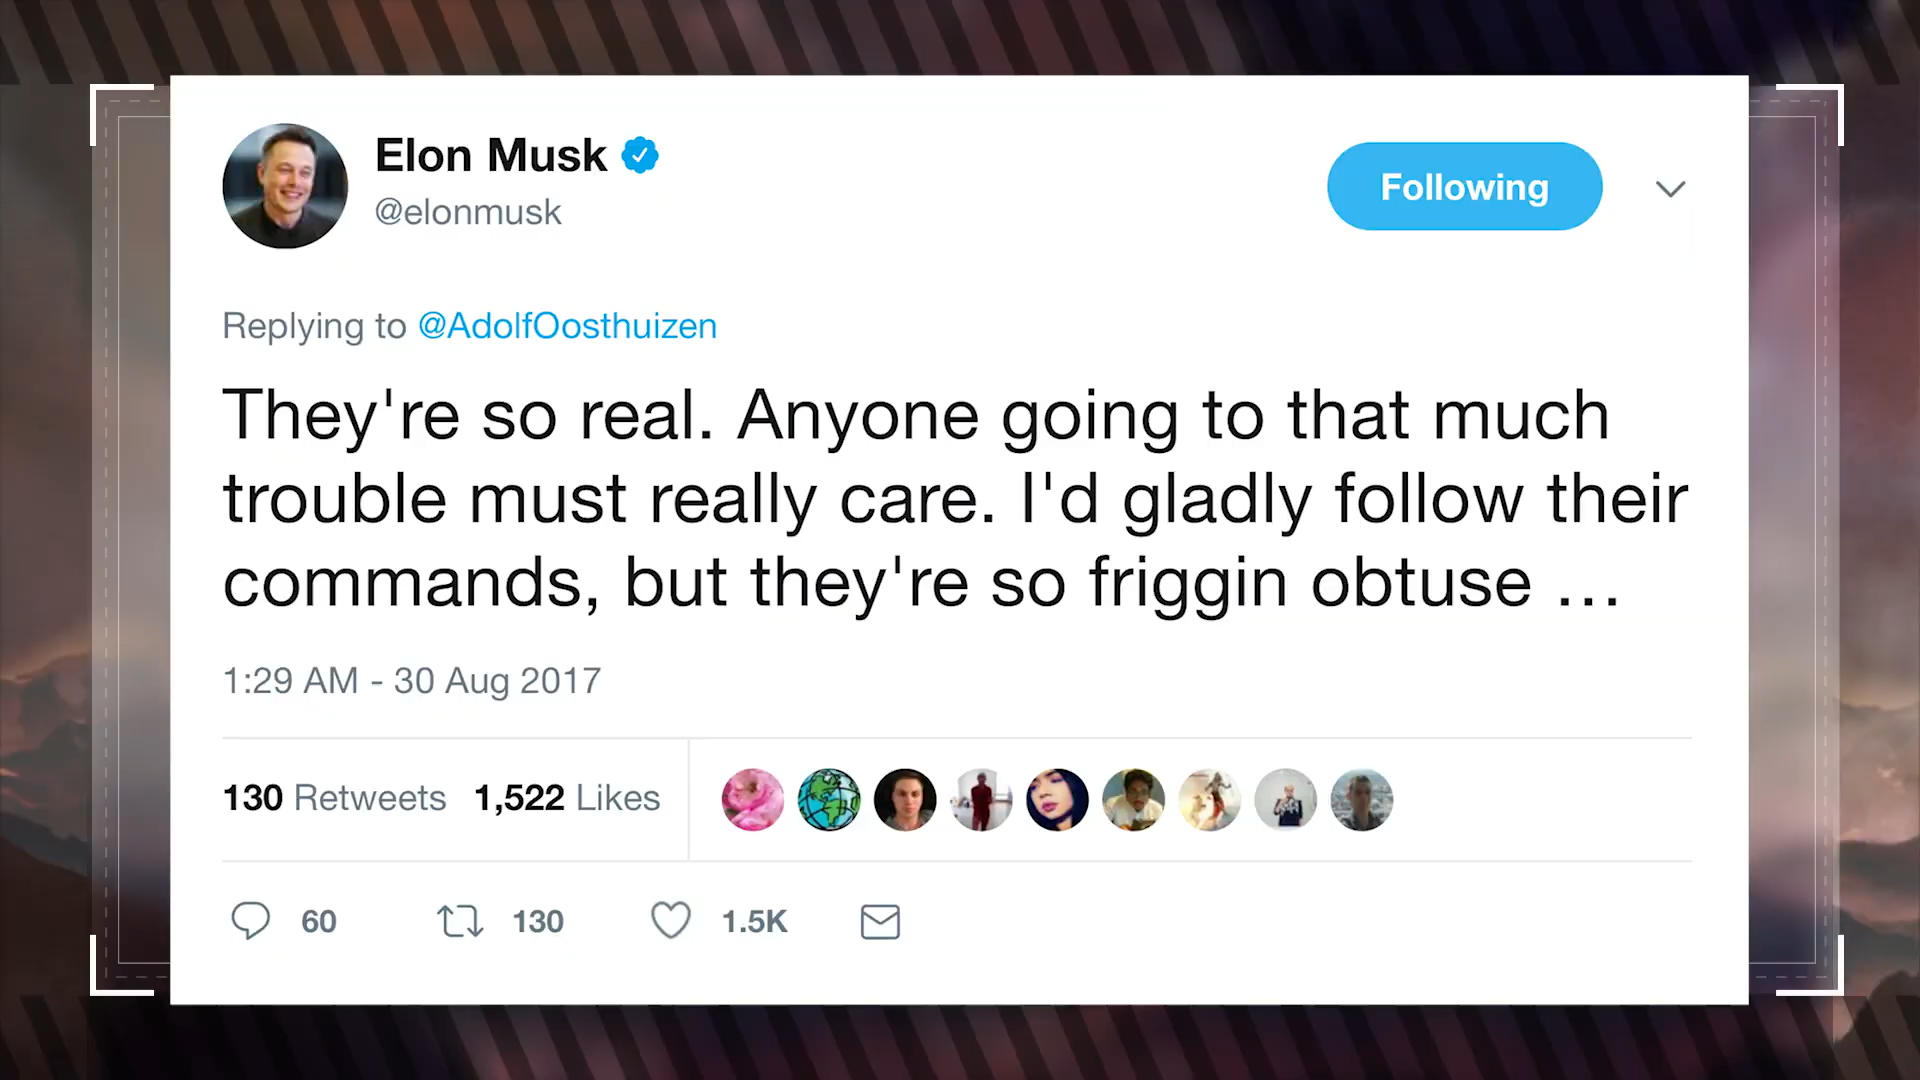 Elon Musk
@elonmusk
Following
Replying to @AdolfOosthuizen
They're so real. Anyone going to that much
trouble must really care. I'd gladly follow their
commands, but they're so friggin obtuse …
1:29 AM - 30 Aug 2017
130 Retweets 1,522 Likes
60 130 1.5K